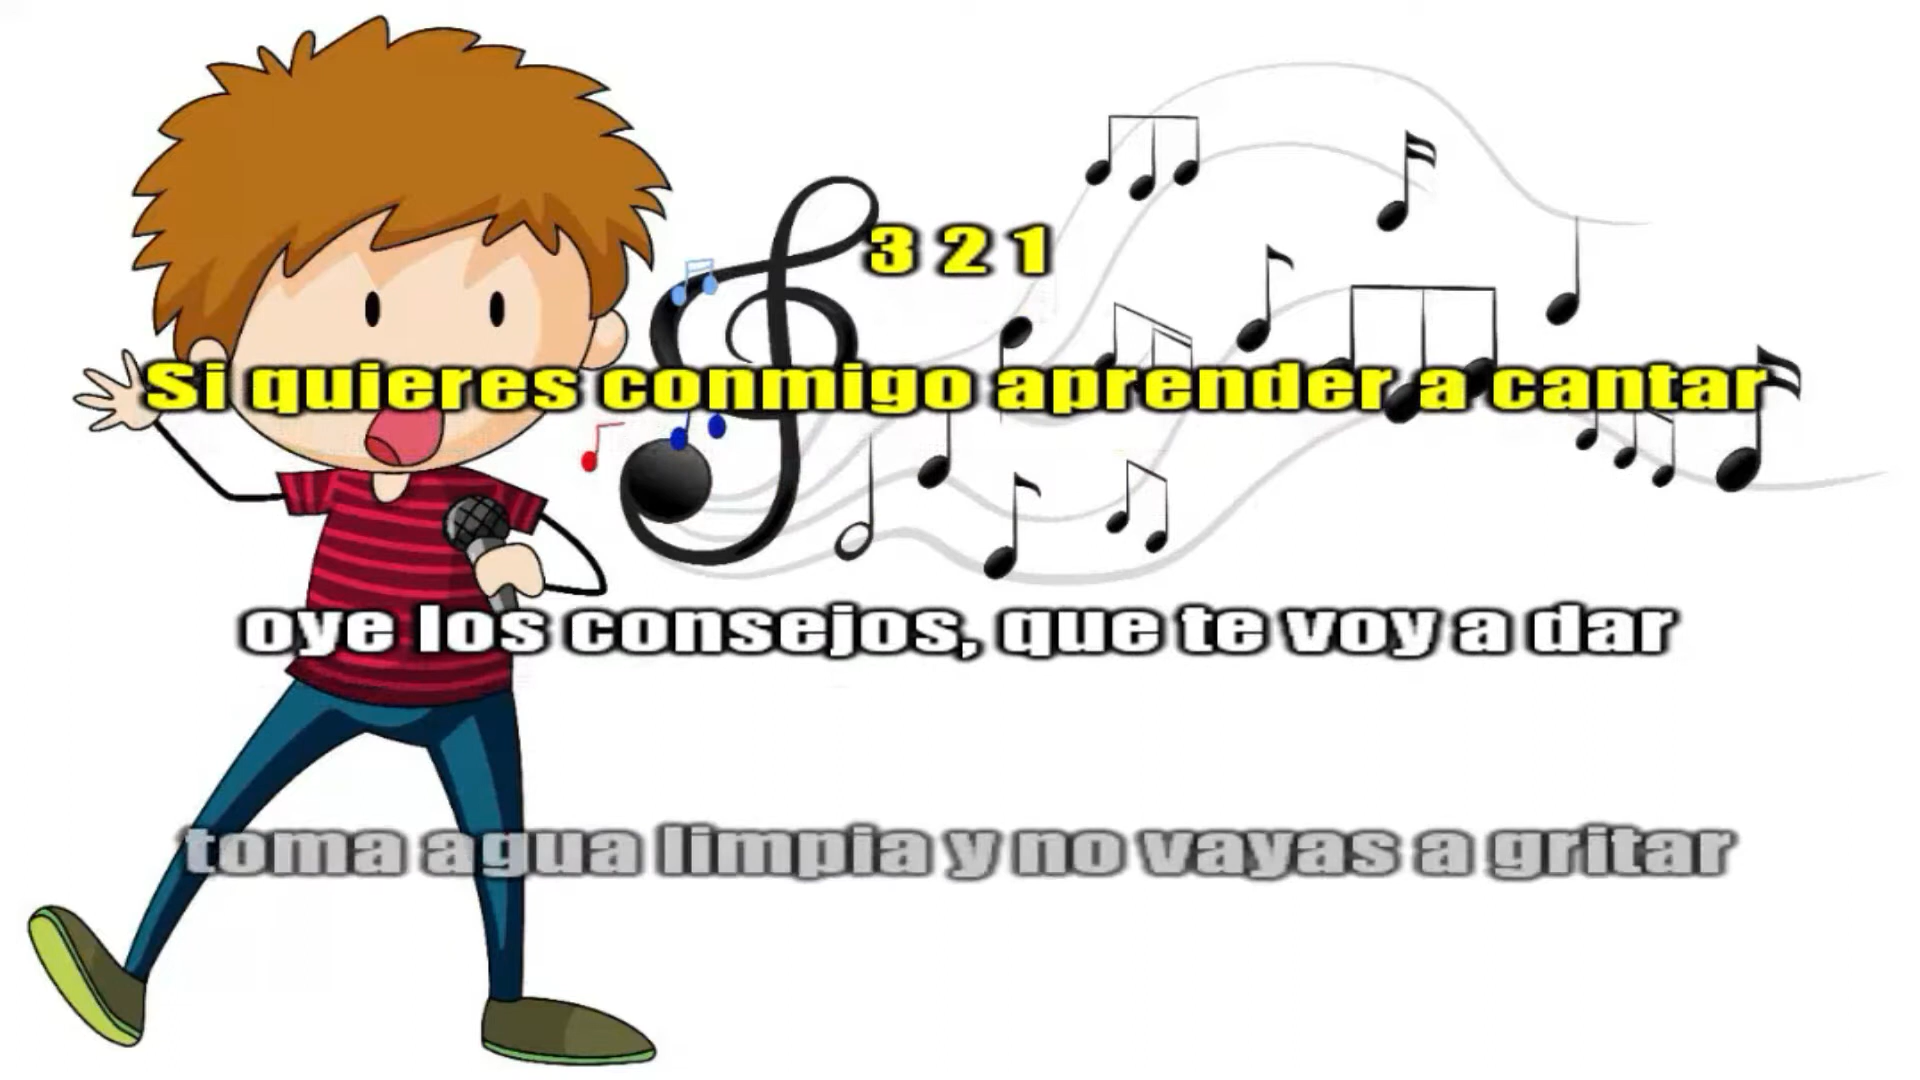 3 2 1
Si quieres conmigo aprender a cantar
oye los consejos, que te voy a dar
toma agua limpia y no vayas a gritar